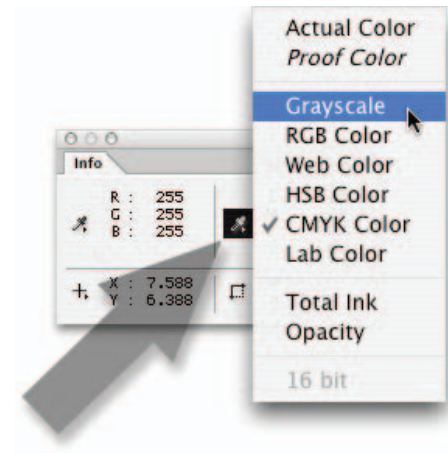 Actual Color
Proof Color
Grayscale
RGB Color
Web Color
HSB Color
✓ CMYK Color
Lab Color
Total Ink
Opacity
16 bit
Info
R : 255
G : 255
B : 255
X : 7.588
Y : 6.388